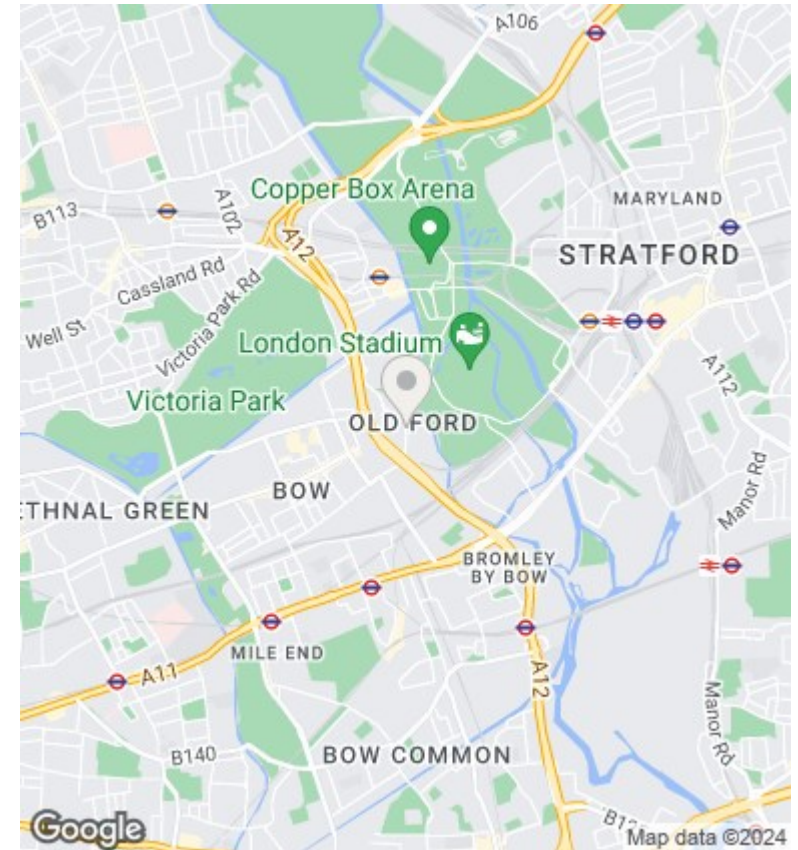 A106
Copper Box Arena
MARYLAND
B113
A102
A12
STRATFORD
Cassland Rd
Victoria Park Rd
Well St
London Stadium
A112
Victoria Park
OLD FORD
Manor Rd
BOW
THNAL GREEN
BROMLEY
BY BOW
MILE END
A11
A12
Manor Rd
B140
BOW COMMON
Google
Map data ©2024